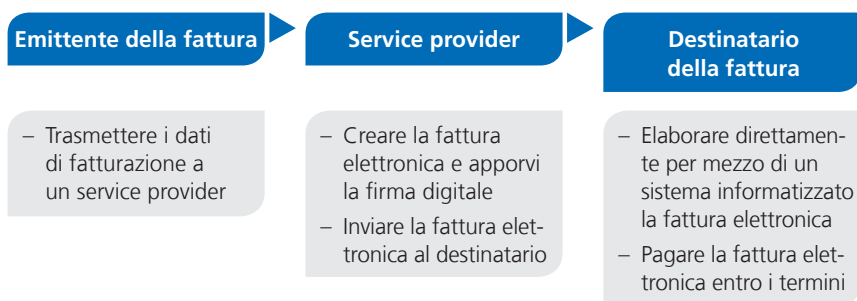 Emittente della fattura
– Trasmettere i dati
di fatturazione a
un service provider
Service provider
– Creare la fattura
elettronica e apporvi
la firma digitale
– Inviare la fattura elet-
tronica al destinatario
Destinatario
della fattura
– Elaborare direttamen-
te per mezzo di un
sistema informatizzato
la fattura elettronica
– Pagare la fattura elet-
tronica entro i termini